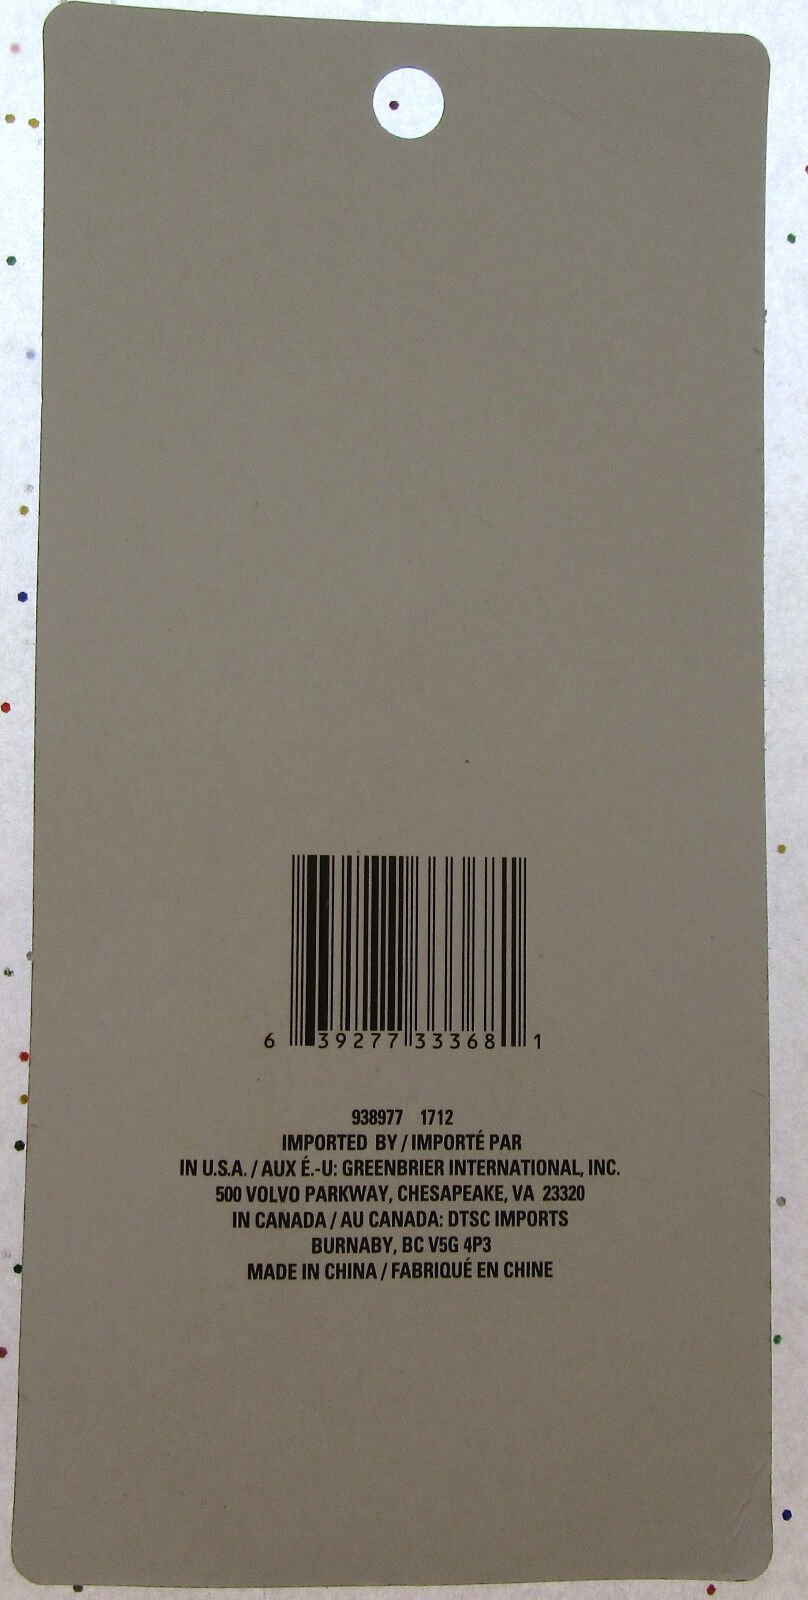 6 39277 33368 1
938977 1712
IMPORTED BY / IMPORTÉ PAR
IN U.S.A. / AUX É.-U: GREENBRIER INTERNATIONAL, INC.
500 VOLVO PARKWAY, CHESAPEAKE, VA 23320
IN CANADA / AU CANADA: DTSC IMPORTS
BURNABY, BC V5G 4P3
MADE IN CHINA / FABRIQUÉ EN CHINE